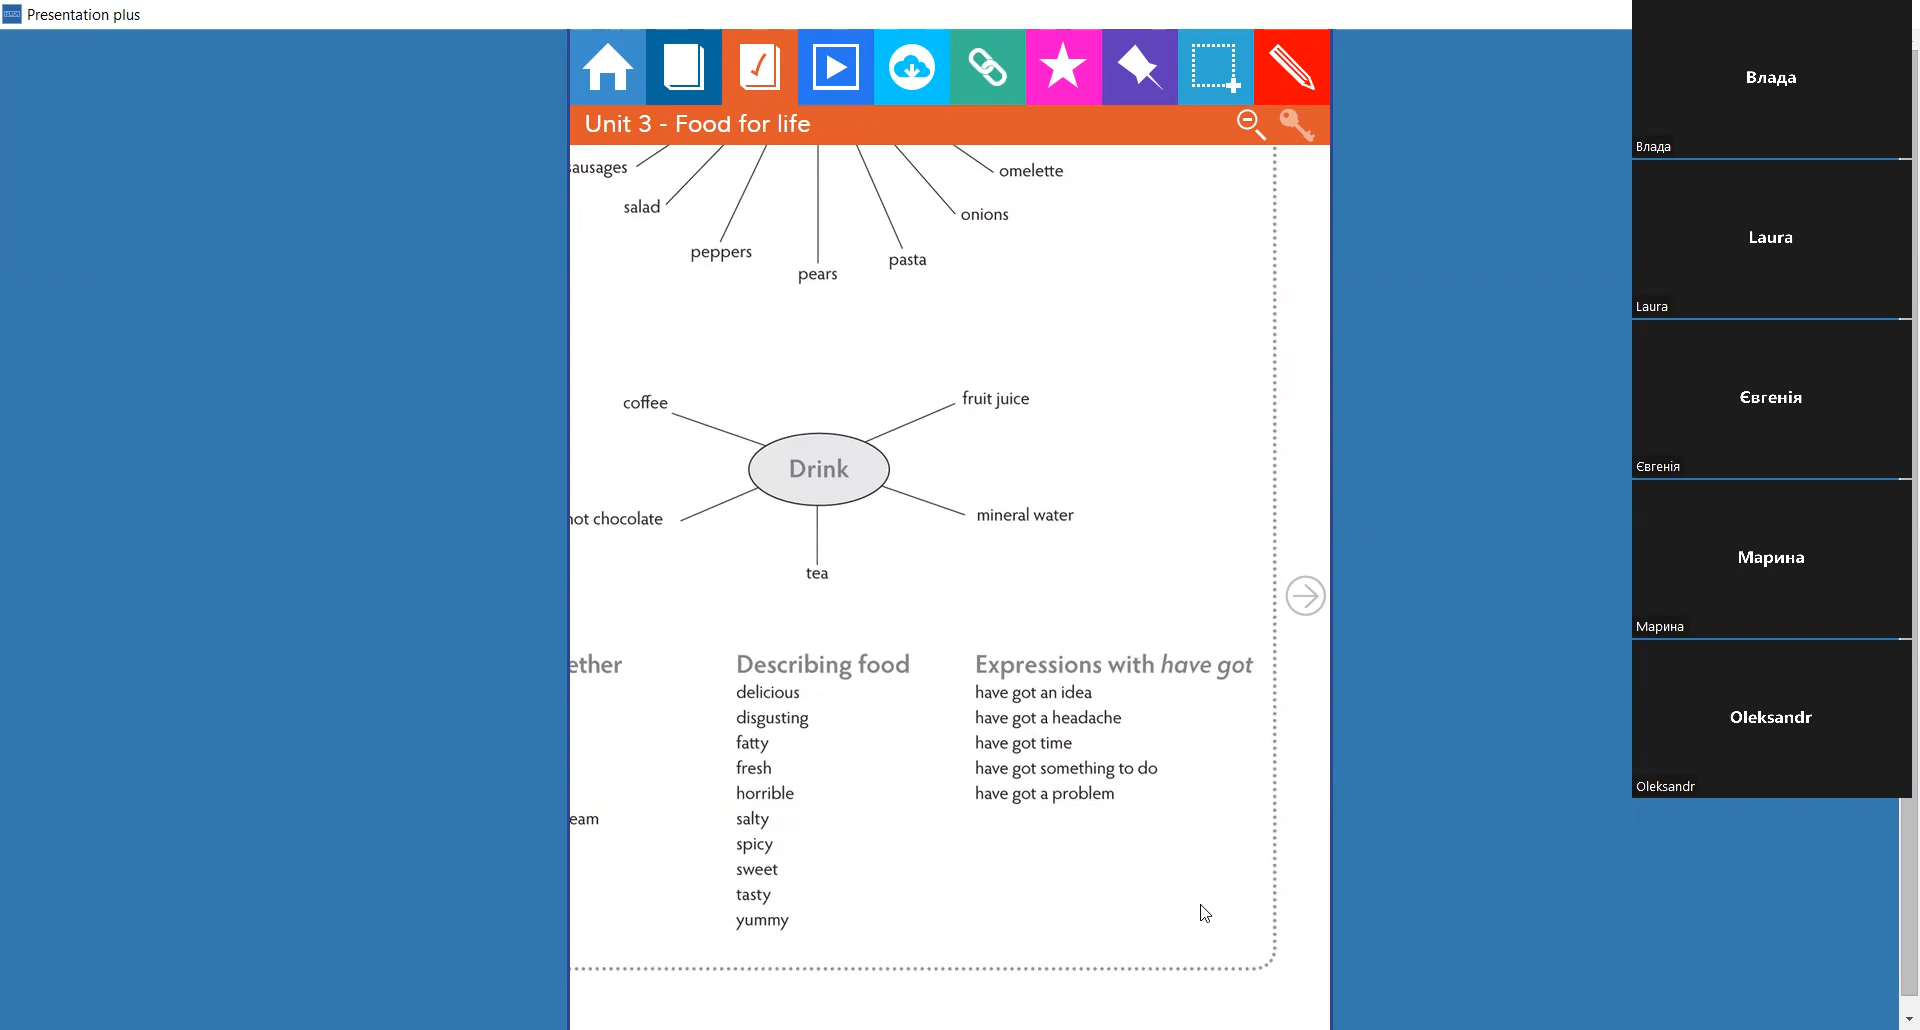 Presentation plus
Unit 3 - Food for life
sausages
omelette
salad
onions
peppers
pasta
pears
coffee
fruit juice
Drink
hot chocolate
mineral water
tea
ether
Describing food
Expressions with have got
delicious
have got an idea
disgusting
have got a headache
fatty
have got time
fresh
have got something to do
horrible
have got a problem
eam
salty
spicy
sweet
tasty
yummy
Влада
Влада
Laura
Laura
Євгенія
Євгенія
Марина
Марина
Oleksandr
Oleksandr